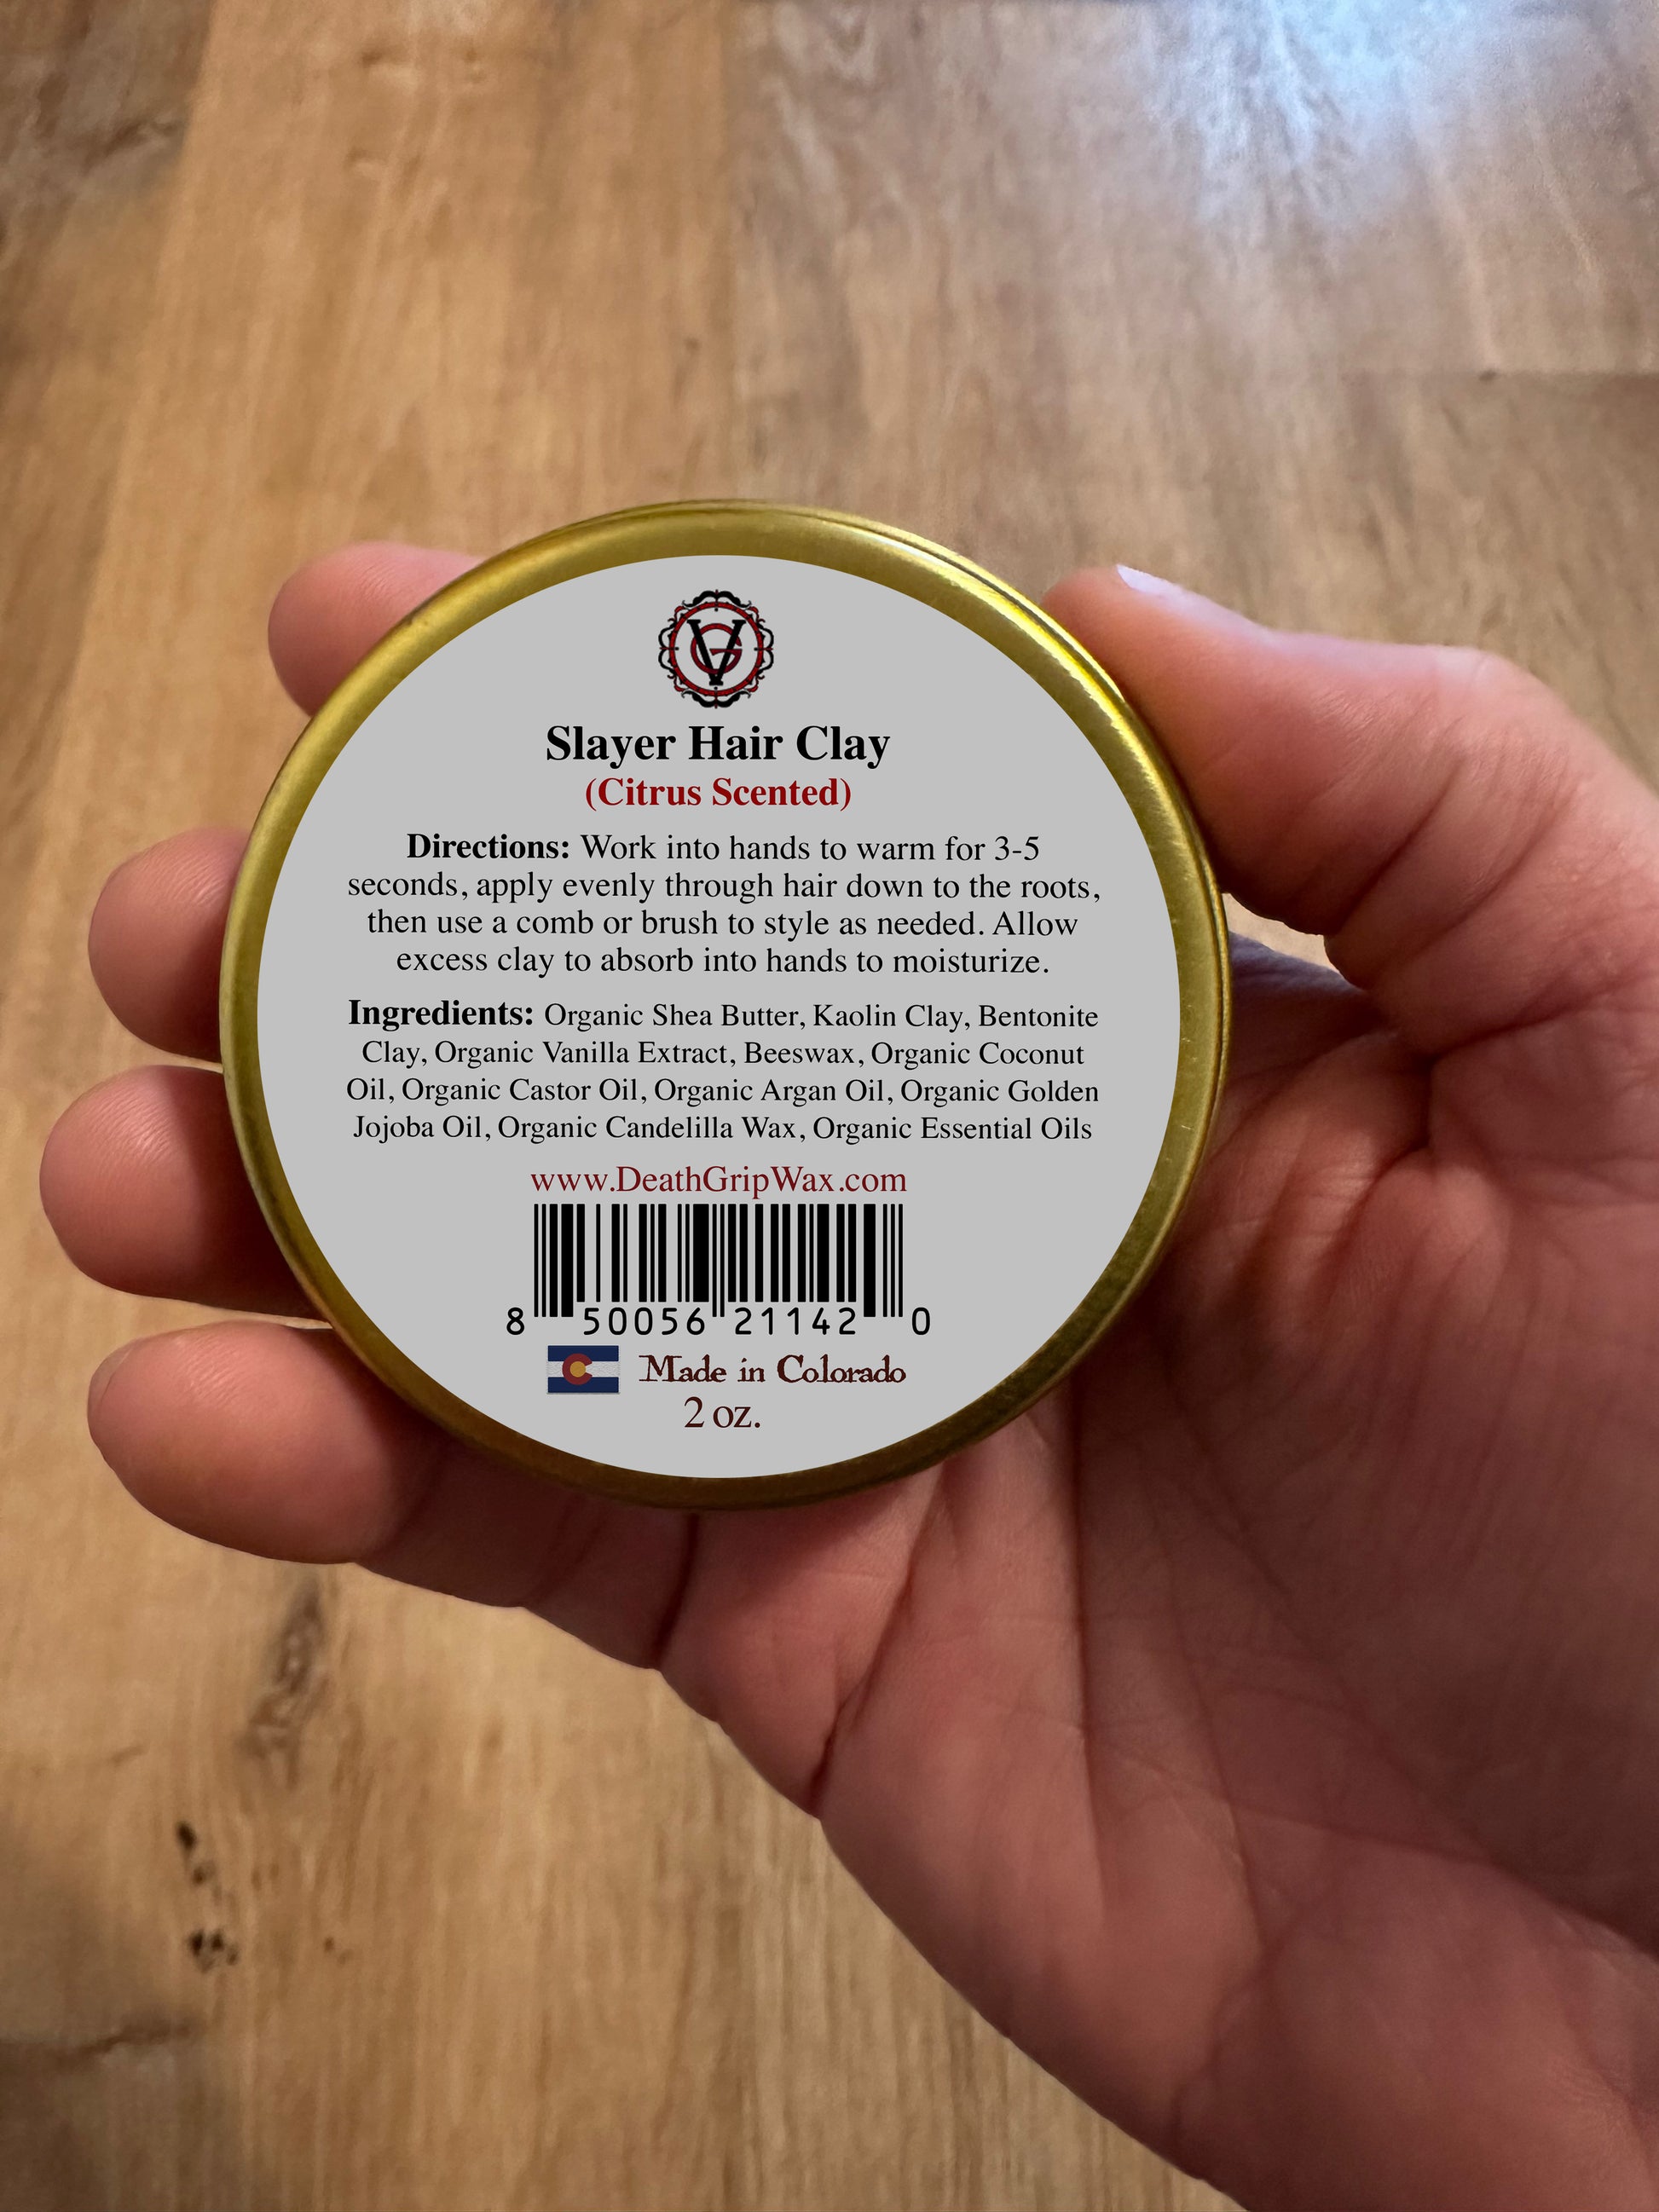 VG
Slayer Hair Clay
(Citrus Scented)
Directions: Work into hands to warm for 3-5
seconds, apply evenly through hair down to the roots,
then use a comb or brush to style as needed. Allow
excess clay to absorb into hands to moisturize.
Ingredients: Organic Shea Butter, Kaolin Clay, Bentonite
Clay, Organic Vanilla Extract, Beeswax, Organic Coconut
Oil, Organic Castor Oil, Organic Argan Oil, Organic Golden
Jojoba Oil, Organic Candelilla Wax, Organic Essential Oils
www.DeathGripWax.com
8 50056 21142 0
Made in Colorado
2 oz.